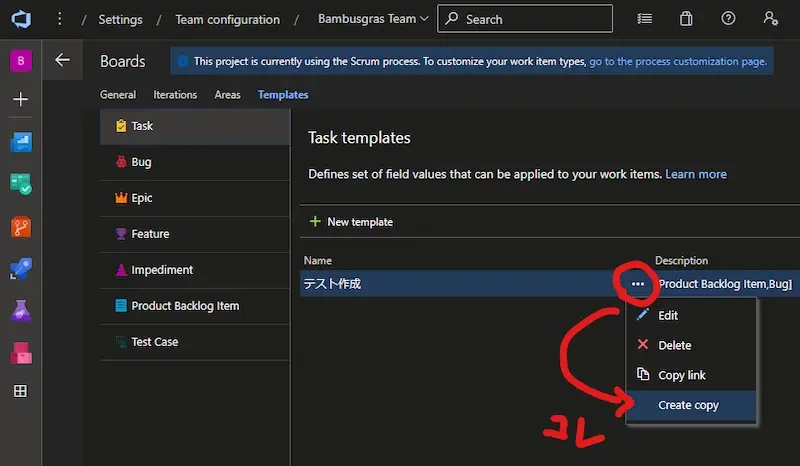 / Settings / Team configuration / Bambusgras Team Search
B
Boards
This project is currently using the Scrum process. To customize your work item types, go to the process customization page.
General Iterations Areas Templates
Task
Bug
Epic
Feature
Impediment
Product Backlog Item
Test Case
Task templates
Defines set of field values that can be applied to your work items. Learn more
+ New template
Name Description
テスト作成 ... Product Backlog Item,Bug]
Edit
Delete
Copy link
Create copy
コレ